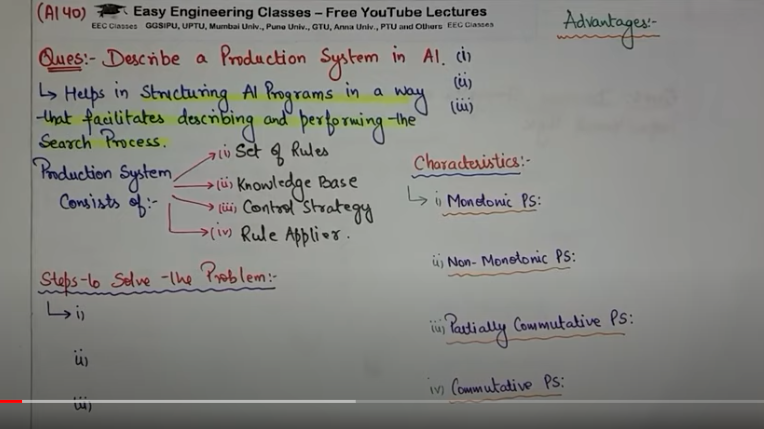 (AI 40) Easy Engineering Classes – Free YouTube Lectures
EEC Classes GGSIPU, UPTU, Mumbai Univ., Pune Univ., GTU, Anna Univ., PTU and Others EEC Classes
Ques:- Describe a Production System in AI.
↳ Helps in Structuring AI Programs in a way
that facilitates describing and performing the
Search Process.
Production System
Consists of:-
(i) Set of Rules
(ii) Knowledge Base
(iii) Control Strategy
(iv) Rule Applier.
Steps to Solve the Problem:-
↳ i)
ii)
iii)
Advantages:-
(i)
(ii)
(iii)
Characteristics:-
↳ i) Monotonic PS:
ii) Non-Monotonic PS:
iii) Partially Commutative PS:
iv) Commutative PS: